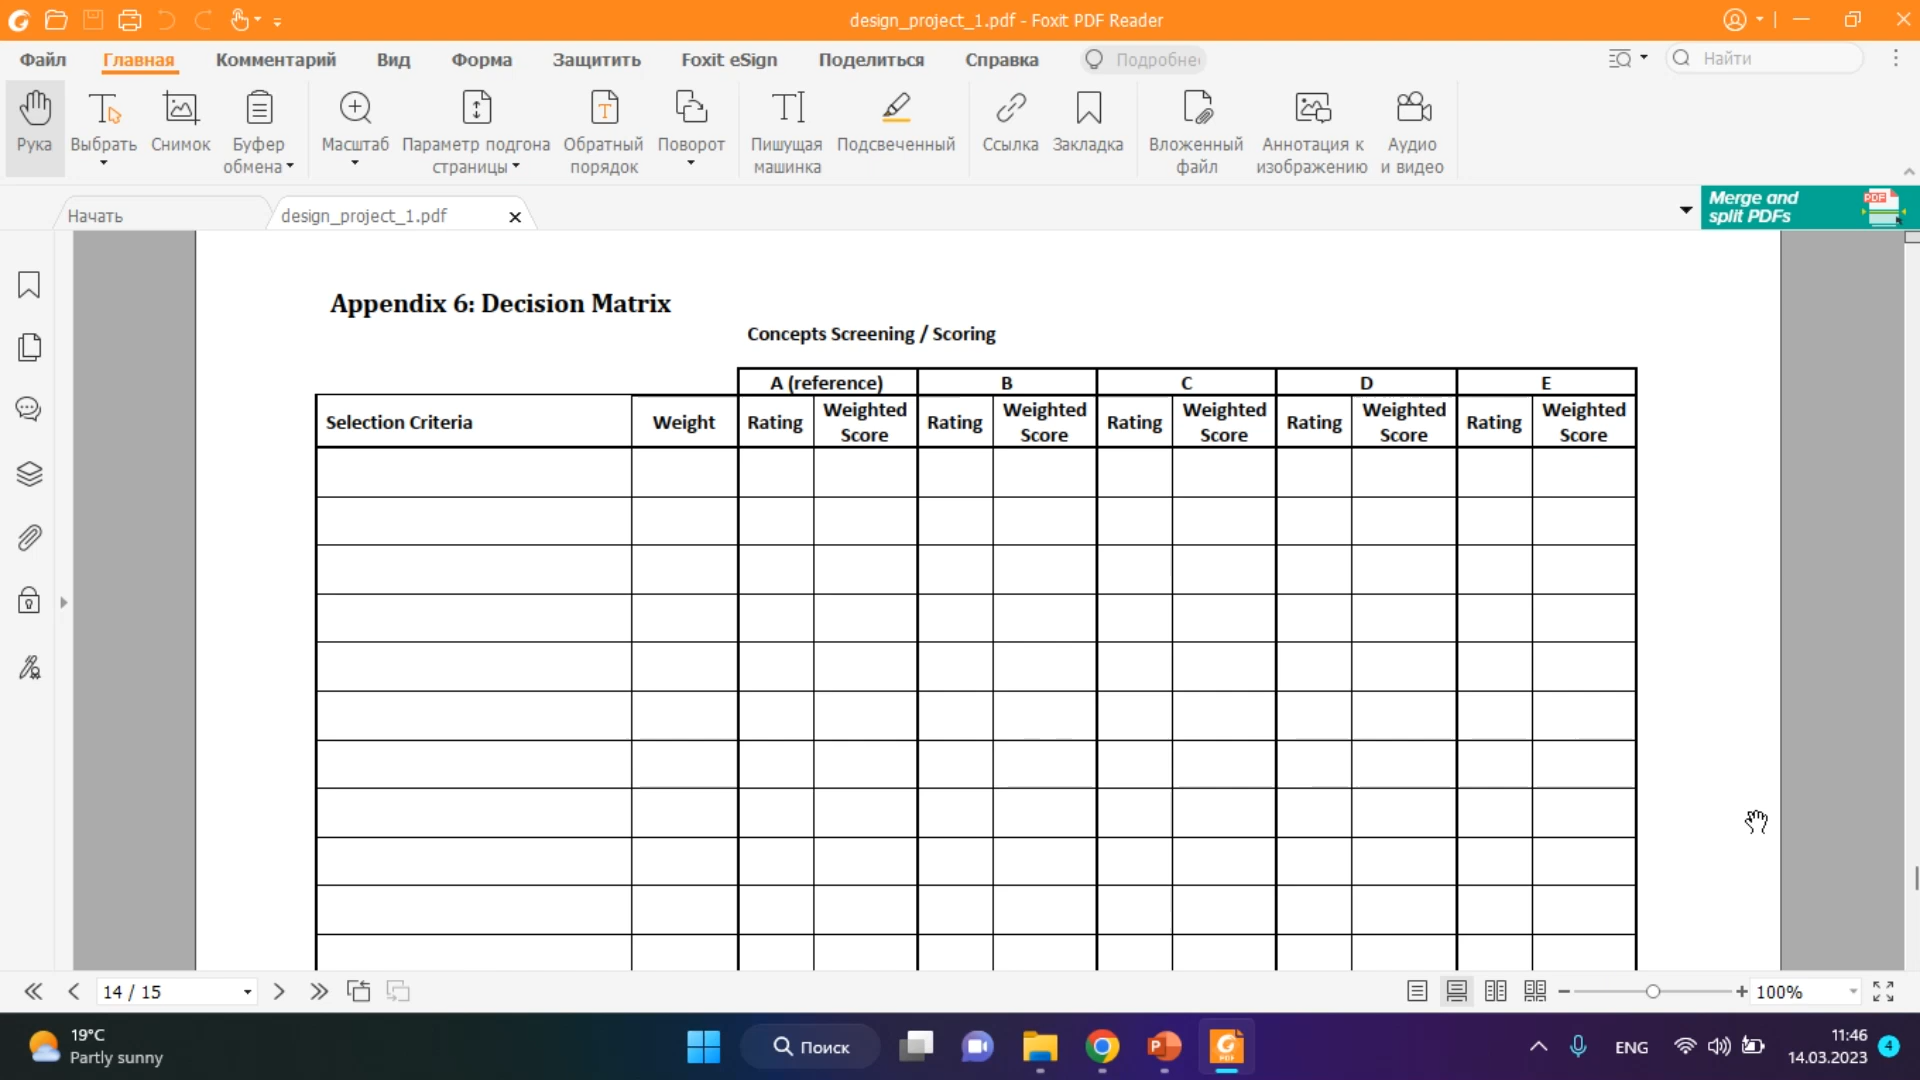 design_project_1.pdf - Foxit PDF Reader
Файл Главная Комментарий Вид Форма Защитить Foxit eSign Поделиться Справка Подробне Найти
Рука Выбрать Снимок Буфер обмена Масштаб Параметр подгона страницы Обратный порядок Поворот Пишущая машинка Подсвеченный Ссылка Закладка Вложенный файл Аннотация к изображению Аудио и видео
Начать design_project_1.pdf
Merge and
split PDFs
PDF
Appendix 6: Decision Matrix
Concepts Screening / Scoring
A (reference) B C D E
Selection Criteria Weight Rating Weighted Score Rating Weighted Score Rating Weighted Score Rating Weighted Score Rating Weighted Score
14 / 15 100%
19°C
Partly sunny
Поиск
ENG
11:46
14.03.2023
4